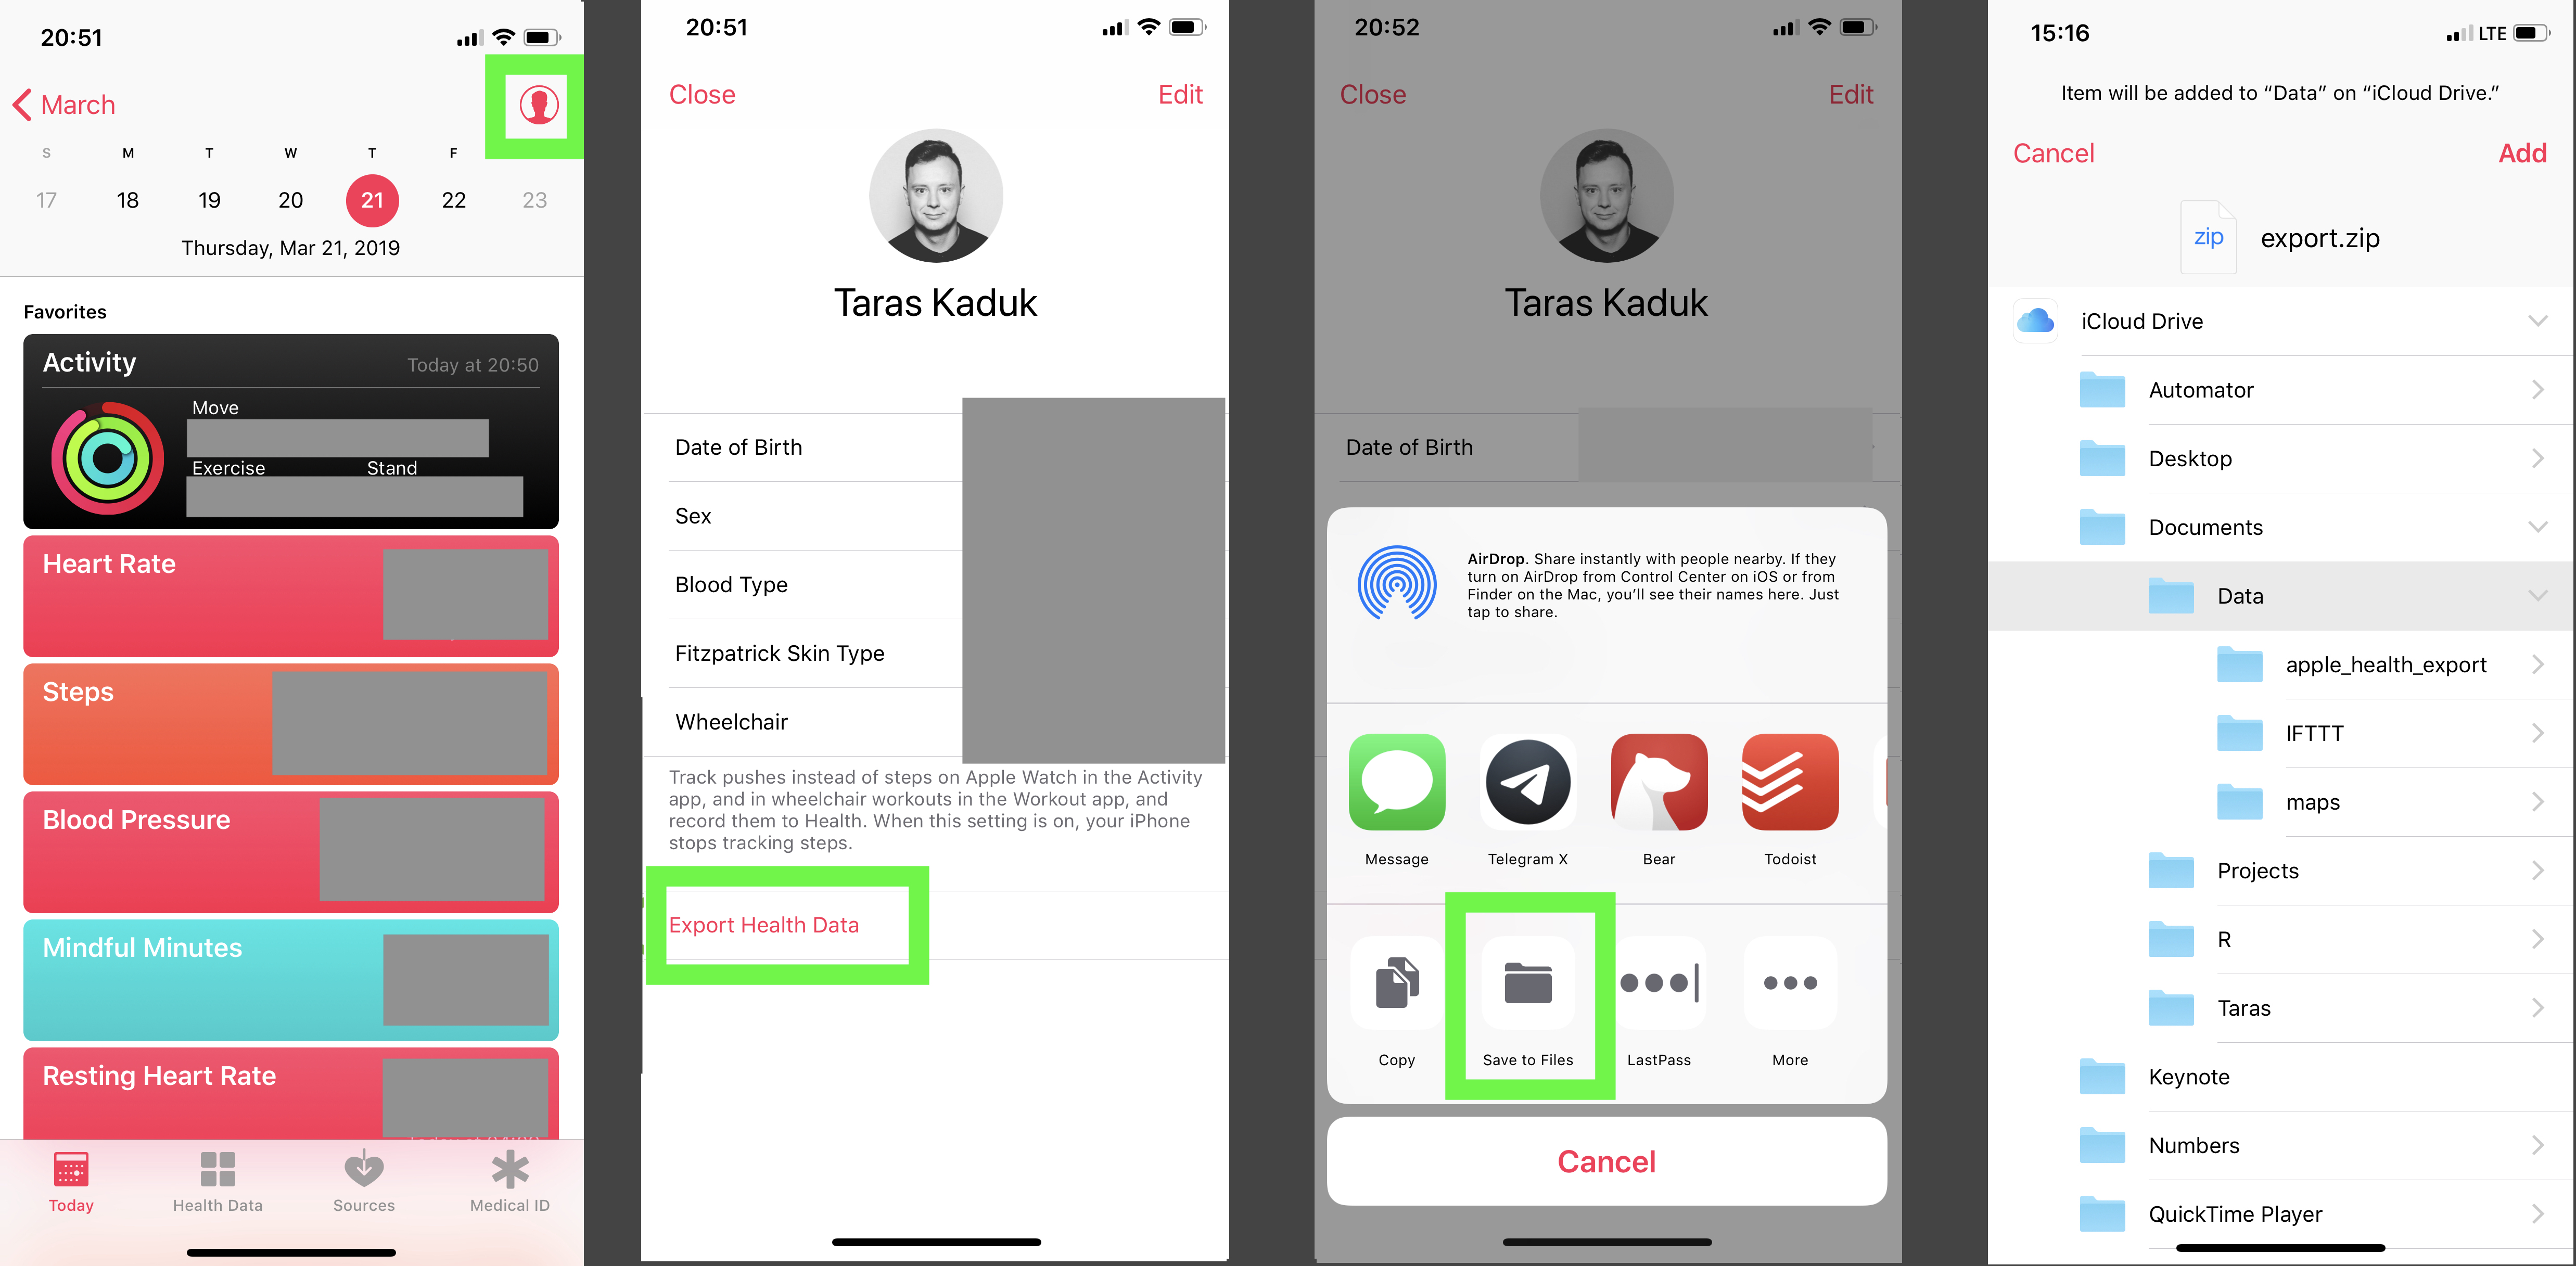 20:51
March
S M T W T F
17 18 19 20 21 22 23
Thursday, Mar 21, 2019
Favorites
Activity
Today at 20:50
Move
Exercise
Stand
Heart Rate
Steps
Blood Pressure
Mindful Minutes
Resting Heart Rate
Today
Health Data
Sources
Medical ID
20:51
Close
Edit
Taras Kaduk
Date of Birth
Sex
Blood Type
Fitzpatrick Skin Type
Wheelchair
Track pushes instead of steps on Apple Watch in the Activity
app, and in wheelchair workouts in the Workout app, and
record them to Health. When this setting is on, your iPhone
stops tracking steps.
Export Health Data
20:52
Close
Edit
Taras Kaduk
Date of Birth
AirDrop. Share instantly with people nearby. If they
turn on AirDrop from Control Center on iOS or from
Finder on the Mac, you’ll see their names here. Just
tap to share.
Message
Telegram X
Bear
Todoist
Copy
Save to Files
LastPass
More
Cancel
15:16
LTE
Item will be added to “Data” on “iCloud Drive.”
Cancel
Add
zip
export.zip
iCloud Drive
Automator
Desktop
Documents
Data
apple_health_export
IFTTT
maps
Projects
R
Taras
Keynote
Numbers
QuickTime Player